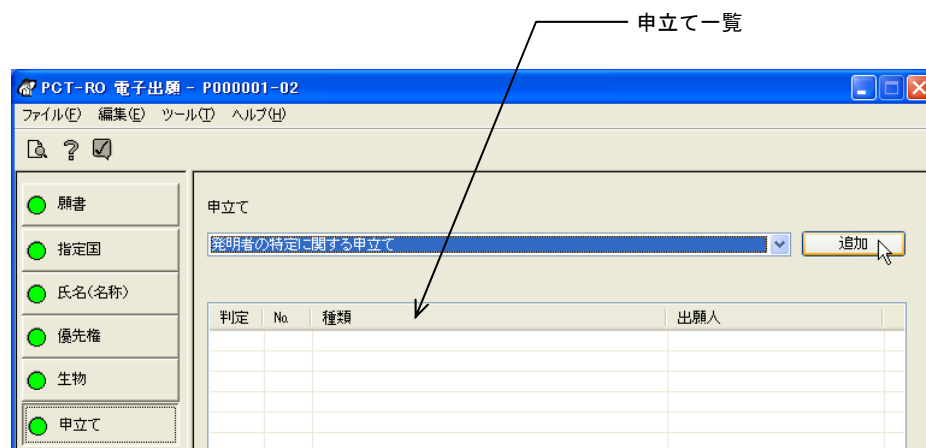 申立て一覧
PCT-RO 電子出願 - P000001-02
ファイル(F) 編集(E) ツール(T) ヘルプ(H)
願書
申立て
発明者の特定に関する申立て 追加
指定国
氏名(名称)
判定 No. 種類 出願人
優先権
生物
申立て